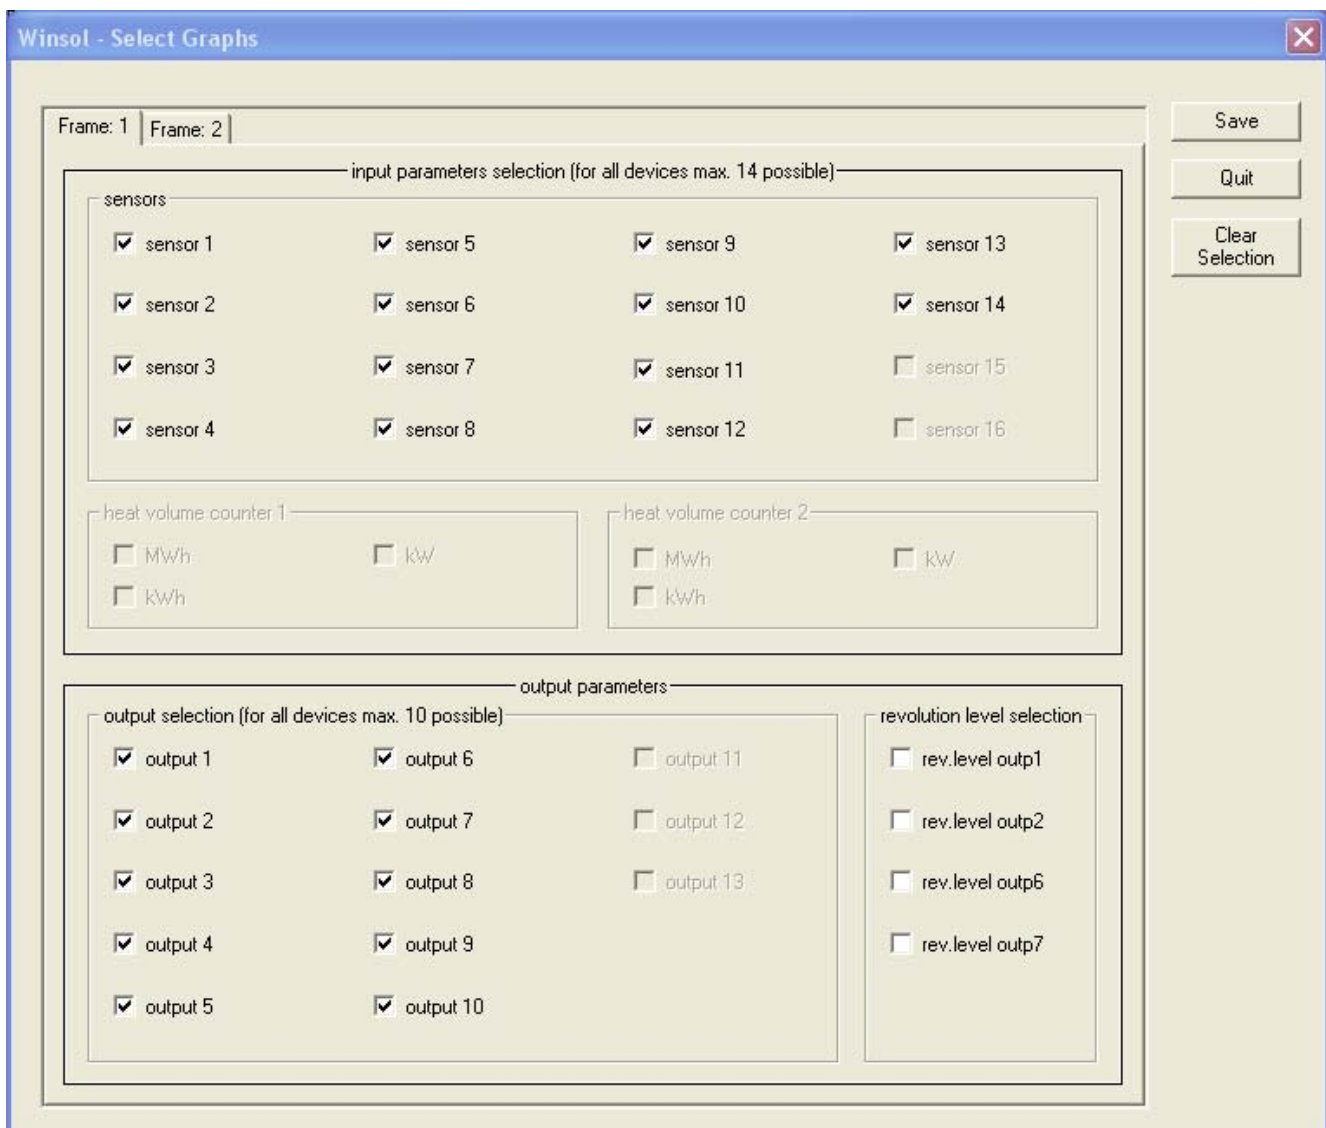 Winsol - Select Graphs
Frame: 1 Frame: 2
Save
Quit
Clear
Selection
input parameters selection (for all devices max. 14 possible)
sensors
sensor 1 sensor 5 sensor 9 sensor 13
sensor 2 sensor 6 sensor 10 sensor 14
sensor 3 sensor 7 sensor 11 sensor 15
sensor 4 sensor 8 sensor 12 sensor 16
heat volume counter 1 heat volume counter 2
MWh kW MWh kW
kWh kWh
output parameters
output selection (for all devices max. 10 possible) revolution level selection
output 1 output 6 output 11 rev.level outp1
output 2 output 7 output 12 rev.level outp2
output 3 output 8 output 13 rev.level outp6
output 4 output 9 rev.level outp7
output 5 output 10